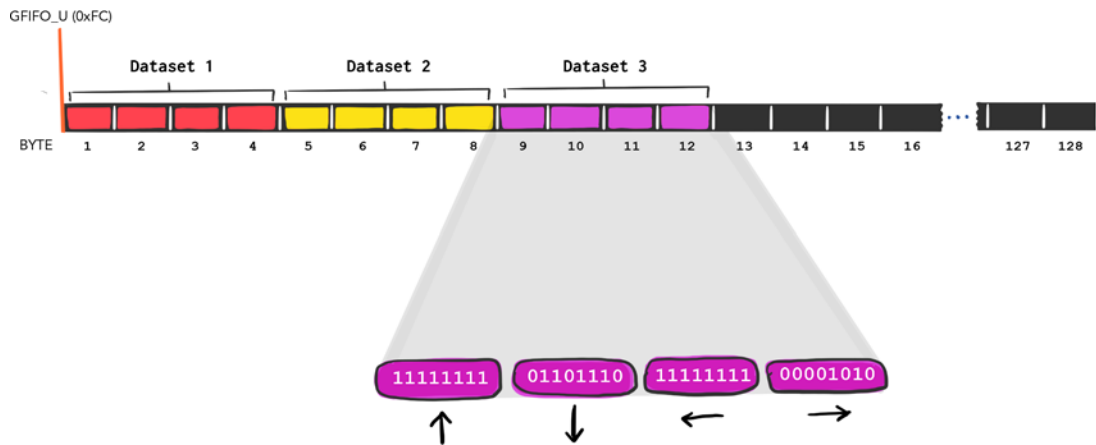 GFIFO_U (0xFC)
Dataset 1 Dataset 2 Dataset 3
BYTE 1 2 3 4 5 6 7 8 9 10 11 12 13 14 15 16 ... 127 128
11111111 01101110 11111111 00001010